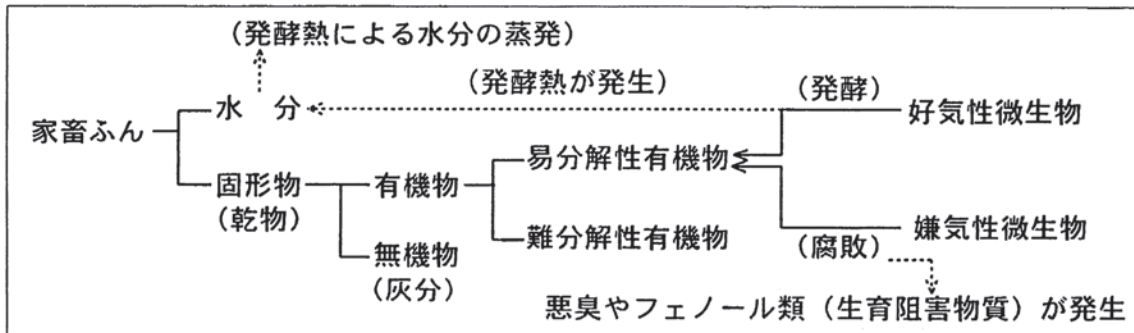 (発酵熱による水分の蒸発)
(発酵熱が発生)
(発酵)
水 分
好気性微生物
家畜ふん
易分解性有機物
固形物
有機物
(乾物)
難分解性有機物
嫌気性微生物
無機物
(腐敗)
(灰分)
悪臭やフェノール類(生育阻害物質)が発生